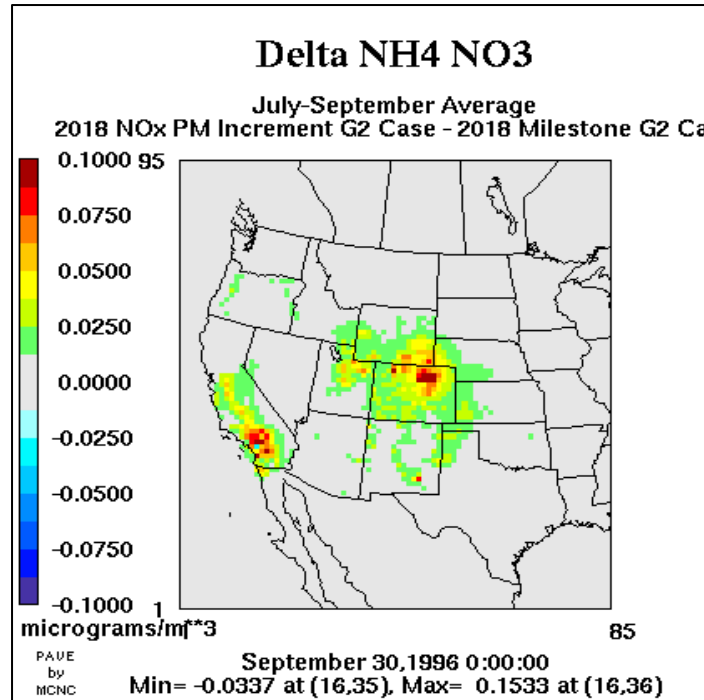 Delta NH4 NO3
July-September Average
2018 NOx PM Increment G2 Case - 2018 Milestone G2 Ca
0.1000
0.0750
0.0500
0.0250
0.0000
-0.0250
-0.0500
-0.0750
-0.1000
95
1
85
micrograms/m**3
PAVE
by
MCNC
September 30,1996 0:00:00
Min= -0.0337 at (16,35), Max= 0.1533 at (16,36)